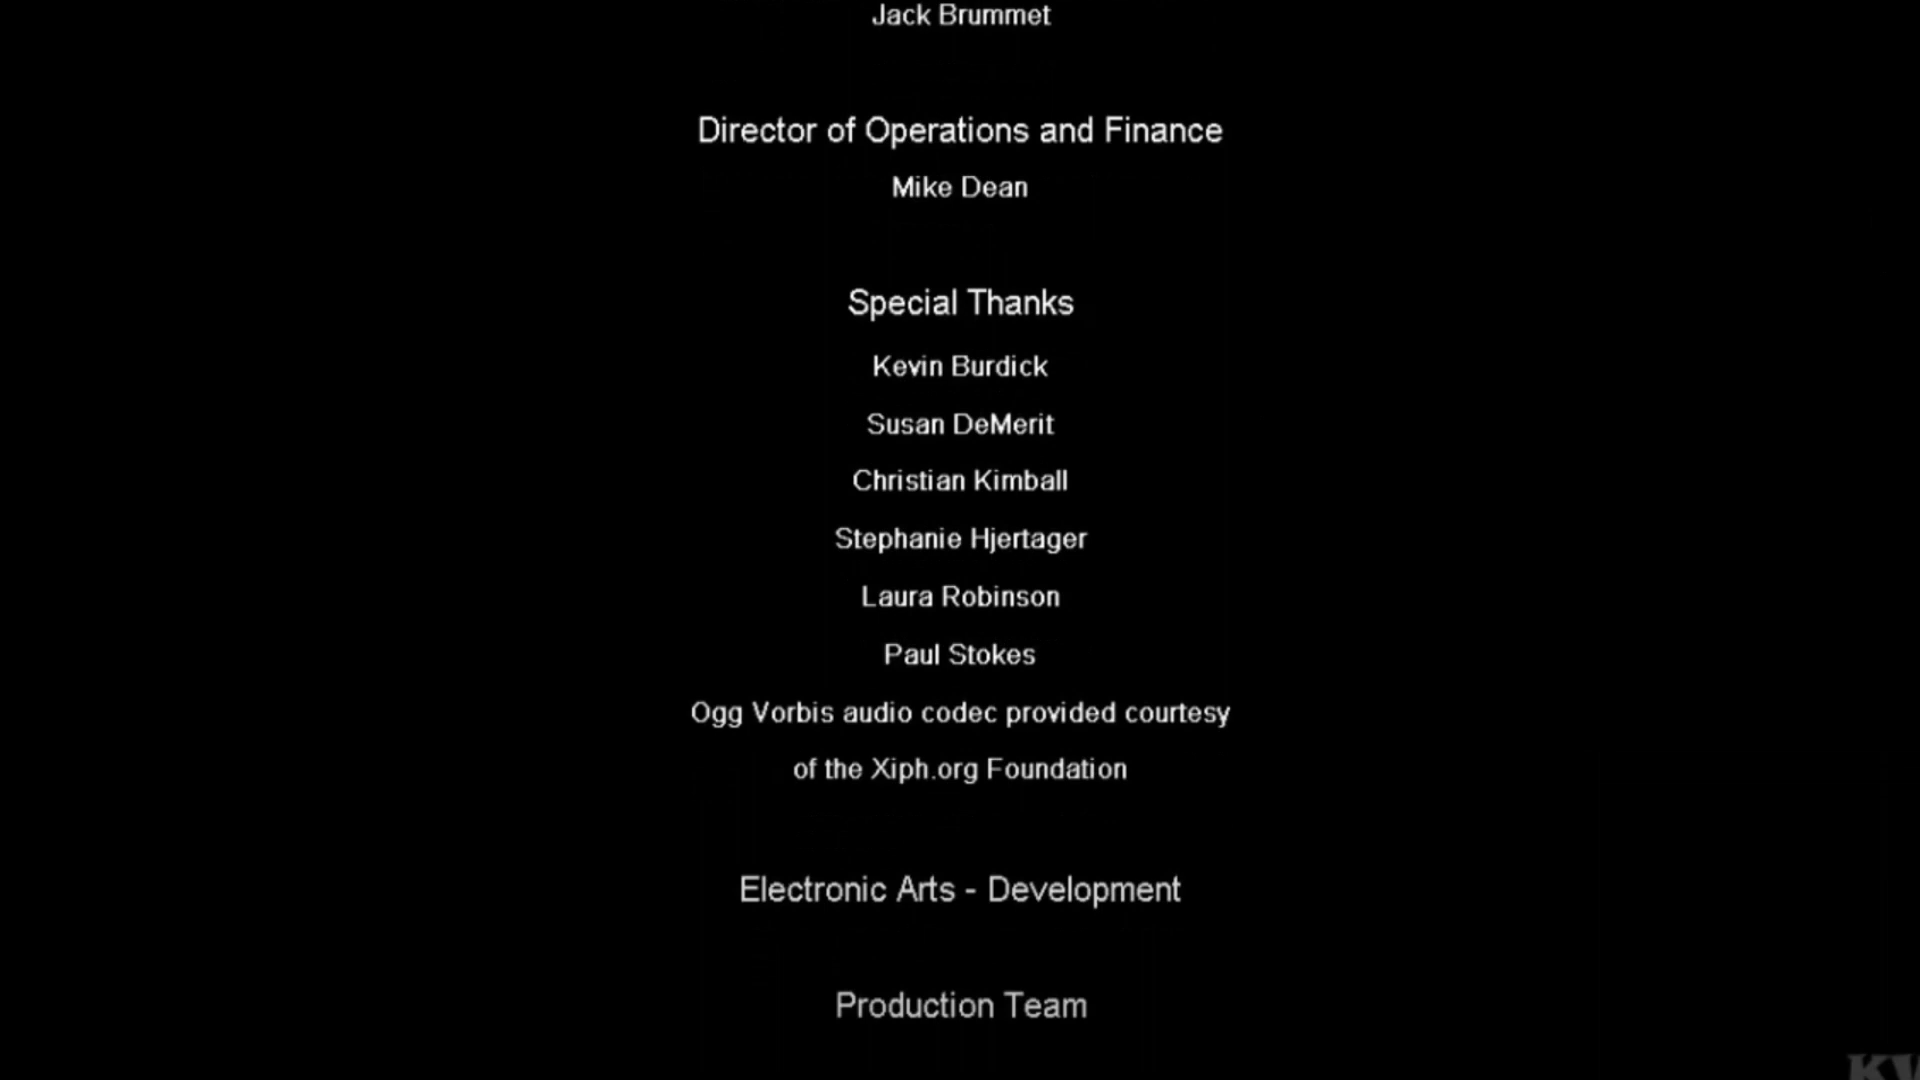 Jack Brummet
Director of Operations and Finance
Mike Dean
Special Thanks
Kevin Burdick
Susan DeMerit
Christian Kimball
Stephanie Hjertager
Laura Robinson
Paul Stokes
Ogg Vorbis audio codec provided courtesy
of the Xiph.org Foundation
Electronic Arts - Development
Production Team